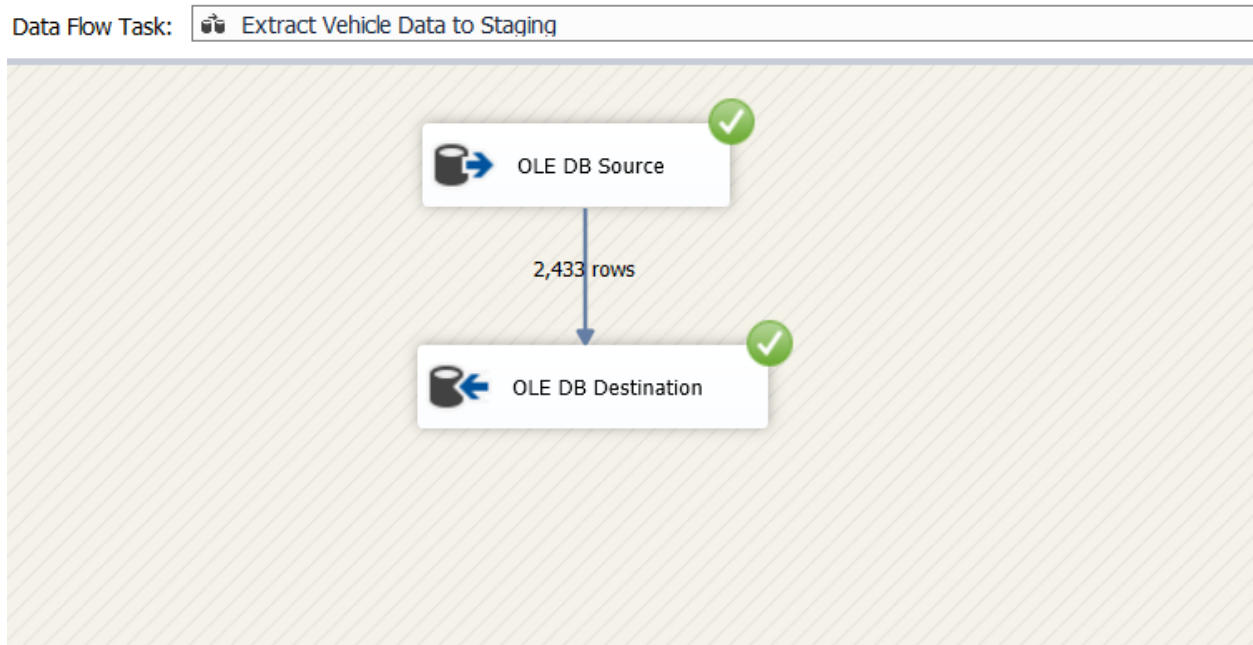 Data Flow Task: Extract Vehicle Data to Staging
OLE DB Source
2,433 rows
OLE DB Destination